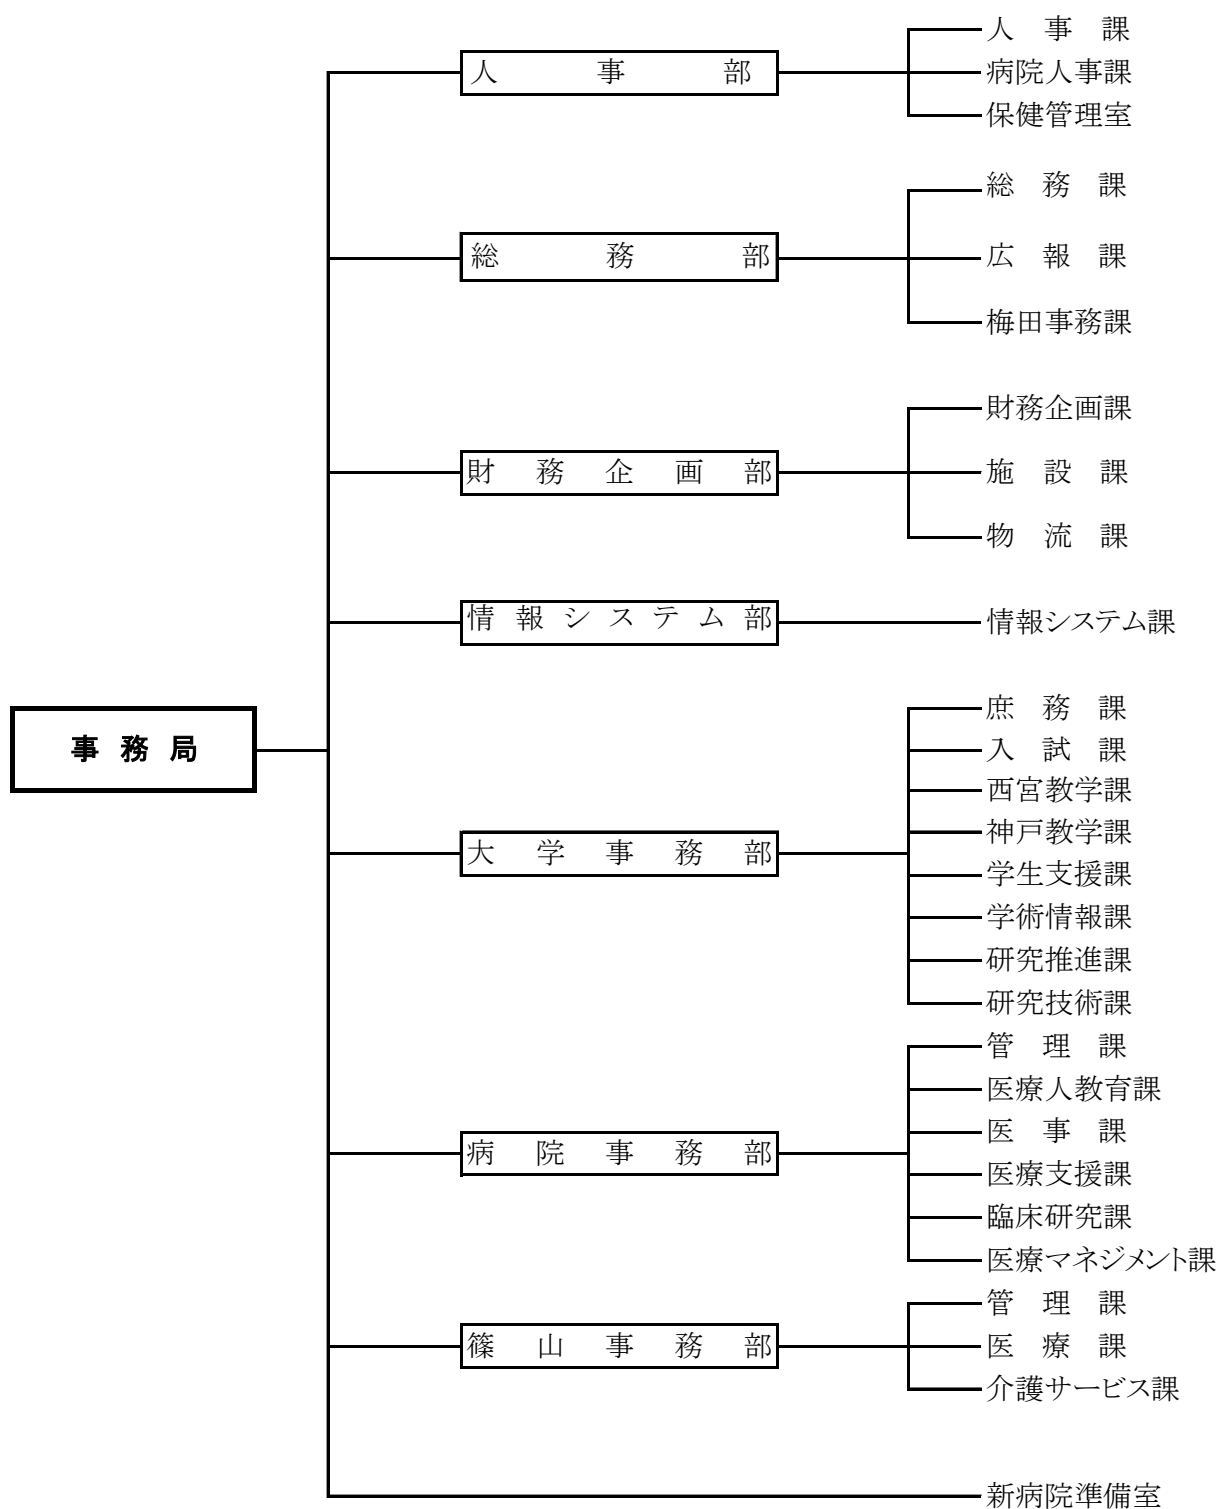 事務局
人事部
人事課
病院人事課
保健管理室
総務部
総務課
広報課
梅田事務課
財務企画部
財務企画課
施設課
物流課
情報システム部
情報システム課
大学事務部
庶務課
入試課
西宮教学課
神戸教学課
学生支援課
学術情報課
研究推進課
研究技術課
病院事務部
管理課
医療人教育課
医事課
医療支援課
臨床研究課
医療マネジメント課
篠山事務部
管理課
医療課
介護サービス課
新病院準備室